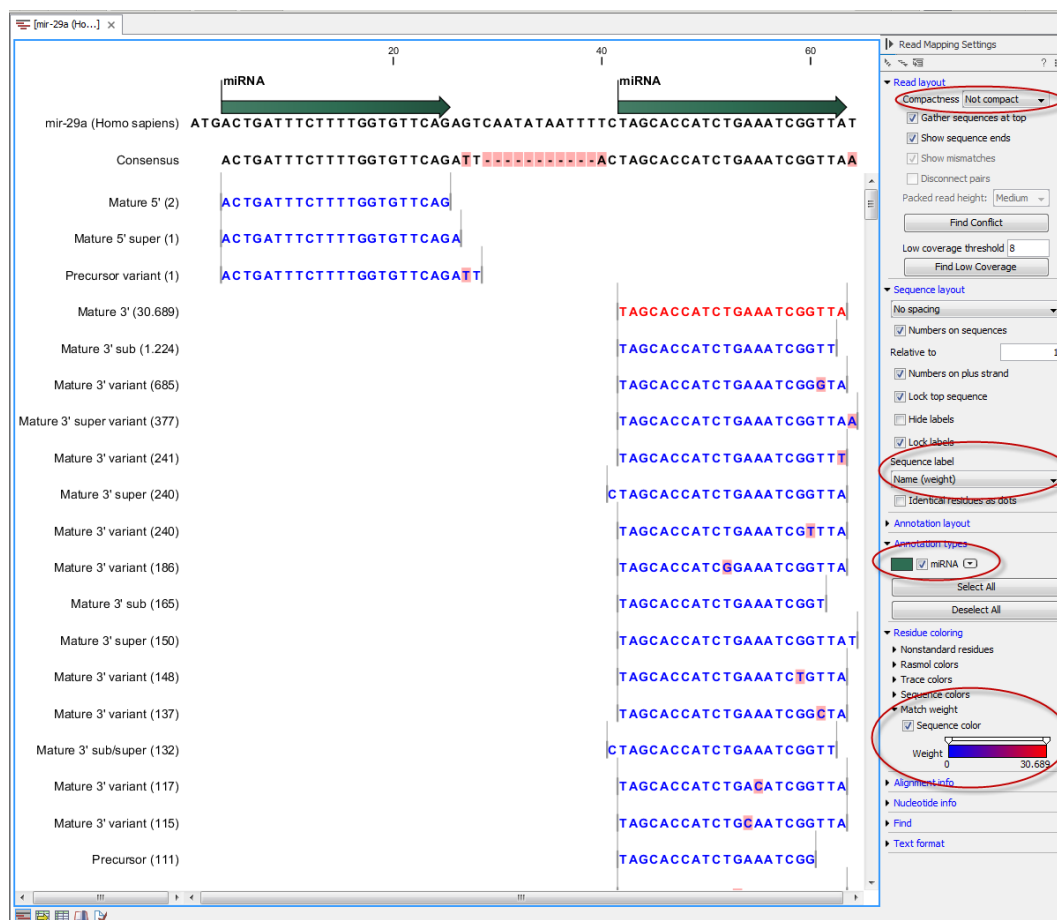 [mir-29a (Ho...]
20
40
60
miRNA
miRNA
mir-29a (Homo sapiens) ATGACTGATTTCTTTTGGTGTTCAGAGTCAATATAATTTTCTAGCACCATCTGAAATCGGTTAT
Consensus ACTGATTTCTTTTGGTGTTCAGATT-----------ACTAGCACCATCTGAAATCGGTTAA
Mature 5' (2) ACTGATTTCTTTTGGTGTTCAG
Mature 5' super (1) ACTGATTTCTTTTGGTGTTCAGA
Precursor variant (1) ACTGATTTCTTTTGGTGTTCAGATT
Mature 3' (30.689) TAGCACCATCTGAAATCGGTTA
Mature 3' sub (1.224) TAGCACCATCTGAAATCGGTT
Mature 3' variant (685) TAGCACCATCTGAAATCGGGTA
Mature 3' super variant (377) TAGCACCATCTGAAATCGGTTAA
Mature 3' variant (241) TAGCACCATCTGAAATCGGTTT
Mature 3' super (240) CTAGCACCATCTGAAATCGGTTA
Mature 3' variant (240) TAGCACCATCTGAAATCGTTTA
Mature 3' variant (186) TAGCACCATCGGAAATCGGTTA
Mature 3' sub (165) TAGCACCATCTGAAATCGGT
Mature 3' super (150) TAGCACCATCTGAAATCGGTTAT
Mature 3' variant (148) TAGCACCATCTGAAATCTGTTA
Mature 3' variant (137) TAGCACCATCTGAAATCGGCTA
Mature 3' sub/super (132) CTAGCACCATCTGAAATCGGTT
Mature 3' variant (117) TAGCACCATCTGACATCGGTTA
Mature 3' variant (115) TAGCACCATCTGCAATCGGTTA
Precursor (111) TAGCACCATCTGAAATCGG
Read Mapping Settings
?
Read layout
Compactness Not compact
Gather sequences at top
Show sequence ends
Show mismatches
Disconnect pairs
Packed read height: Medium
Find Conflict
Low coverage threshold 8
Find Low Coverage
Sequence layout
No spacing
Numbers on sequences
Relative to 1
Numbers on plus strand
Lock top sequence
Hide labels
Lock labels
Sequence label
Name (weight)
Identical residues as dots
Annotation layout
Annotation types
miRNA
Select All
Deselect All
Residue coloring
Nonstandard residues
Rasmol colors
Trace colors
Sequence colors
Match weight
Sequence color
Weight
0 30.689
Alignment info
Nucleotide info
Find
Text format